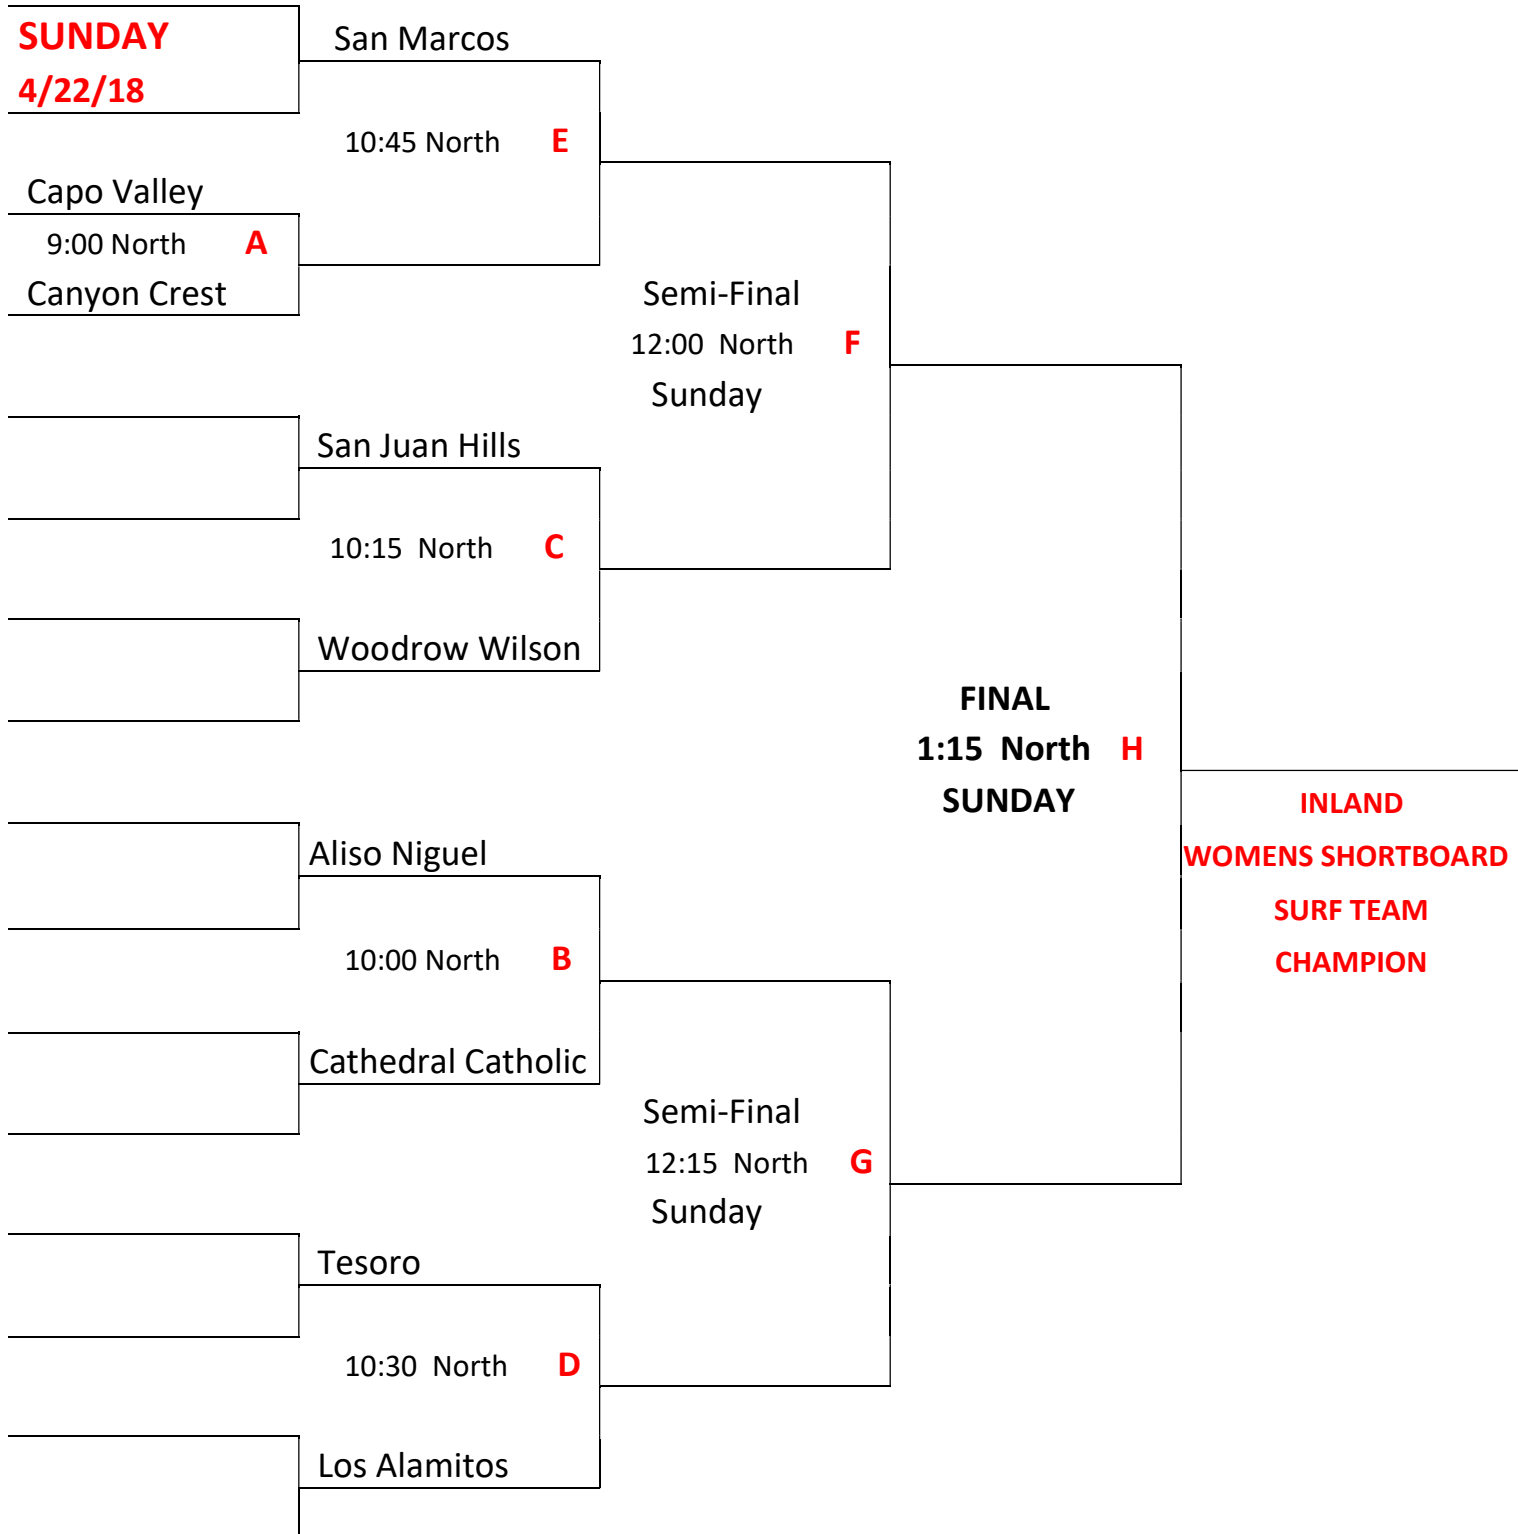 SUNDAY
4/22/18
San Marcos
10:45 North E
Capo Valley
9:00 North A
Canyon Crest
Semi-Final
12:00 North F
Sunday
San Juan Hills
10:15 North C
Woodrow Wilson
FINAL
1:15 North H
SUNDAY
INLAND
WOMENS SHORTBOARD
SURF TEAM
CHAMPION
Aliso Niguel
10:00 North B
Cathedral Catholic
Semi-Final
12:15 North G
Sunday
Tesoro
10:30 North D
Los Alamitos